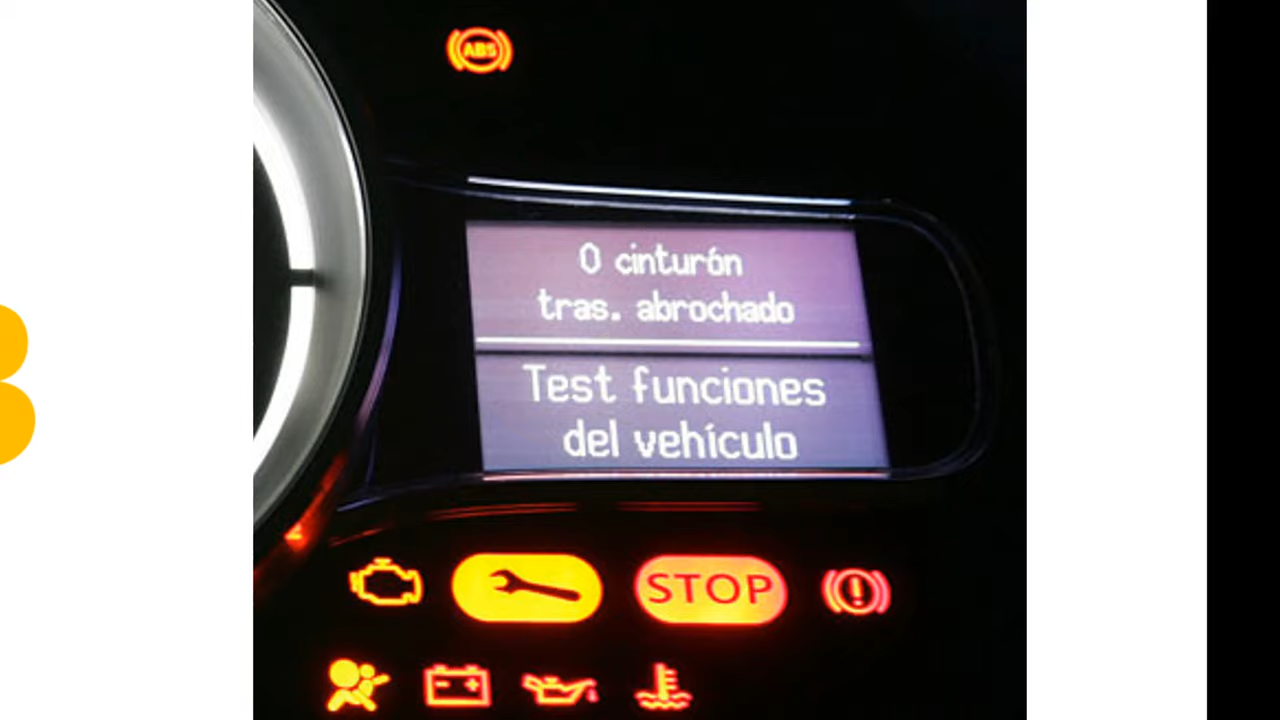 ABS
0 cinturón
tras. abrochado
Test funciones
del vehículo
STOP